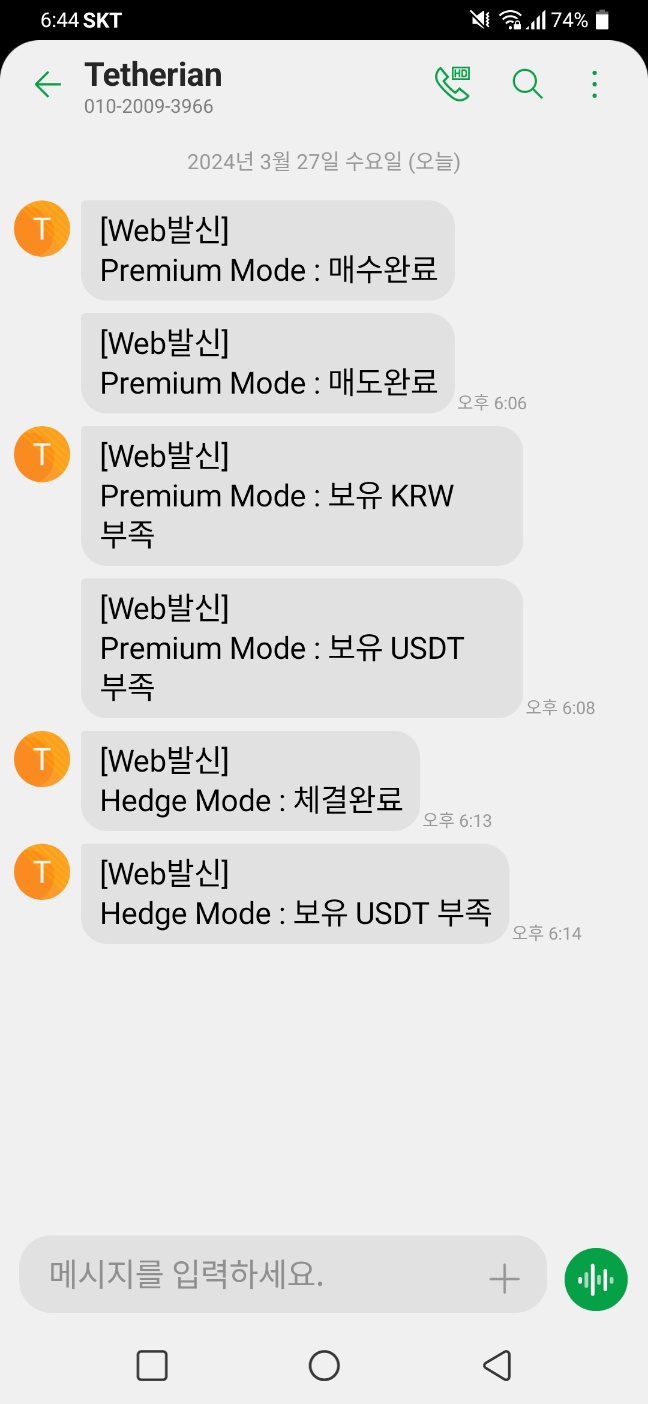 6:44 SKT
74%
Tetherian
HD
010-2009-3966
2024년 3월 27일 수요일 (오늘)
T
[Web발신]
Premium Mode : 매수완료
[Web발신]
Premium Mode : 매도완료
오후 6:06
T
[Web발신]
Premium Mode : 보유 KRW
부족
[Web발신]
Premium Mode : 보유 USDT
부족
오후 6:08
T
[Web발신]
Hedge Mode : 체결완료
오후 6:13
T
[Web발신]
Hedge Mode : 보유 USDT 부족
오후 6:14
메시지를 입력하세요.